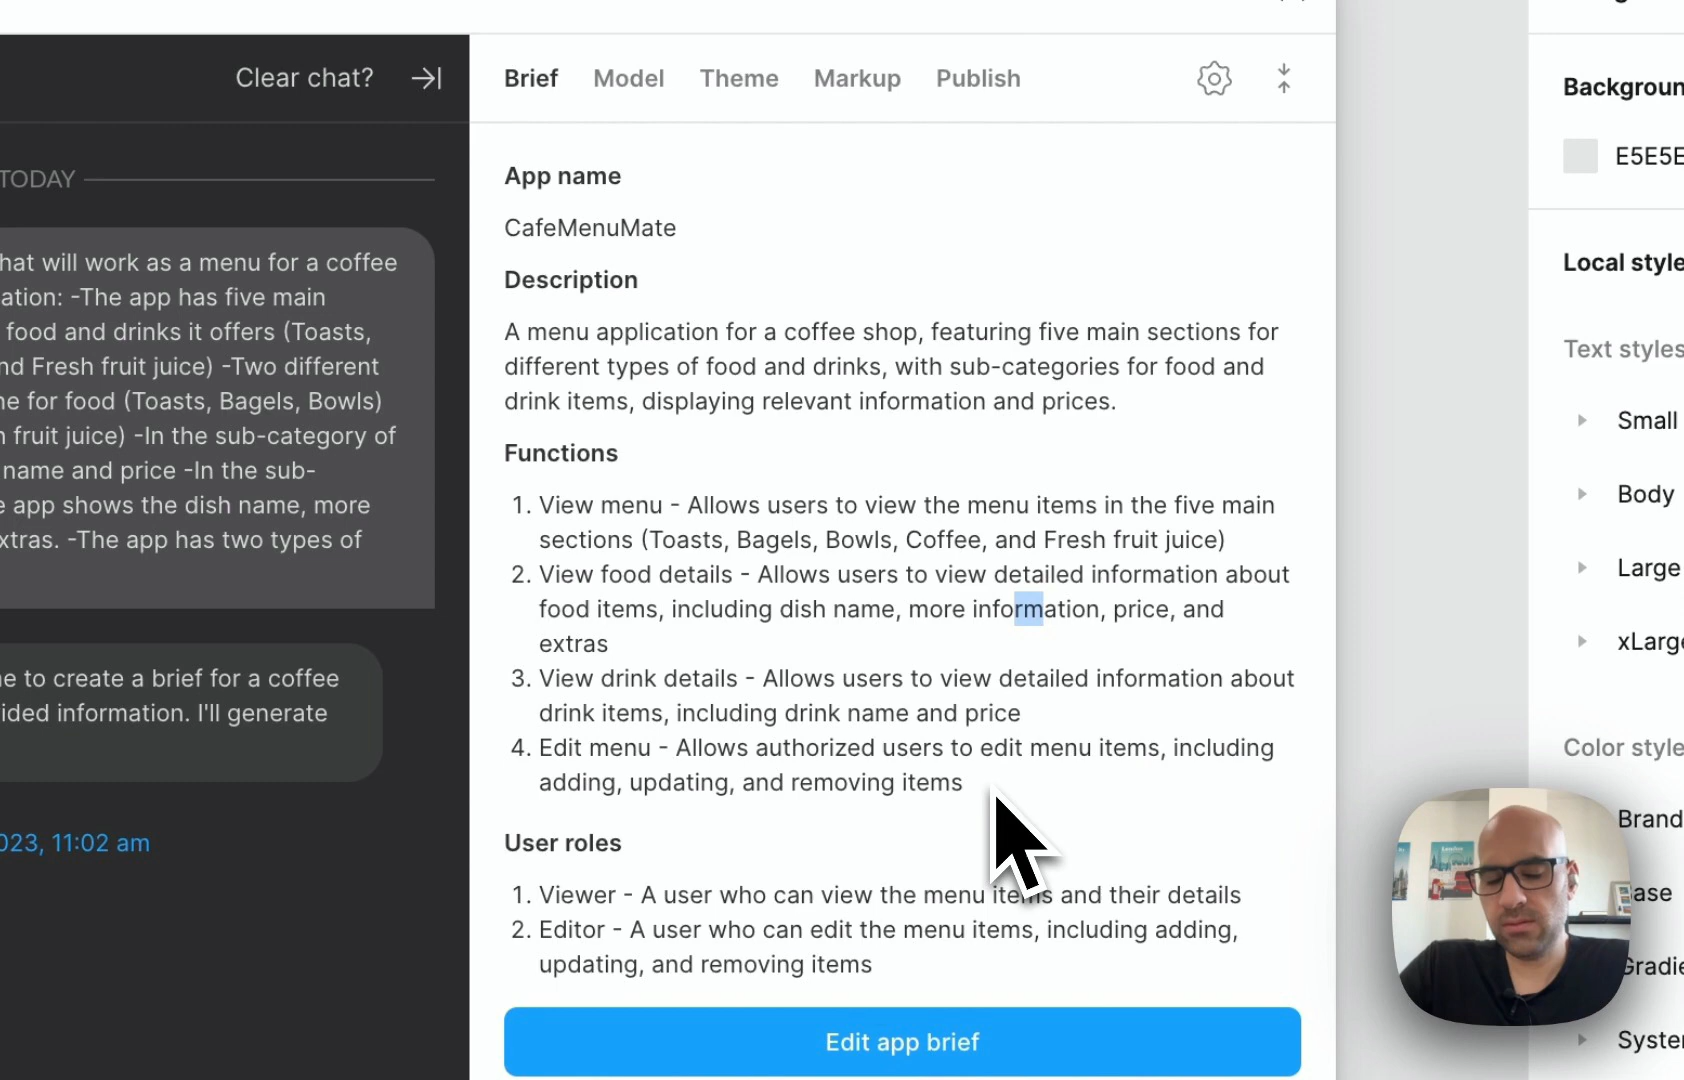 Clear chat?
Brief Model Theme Markup Publish
Background
E5E5E
TODAY
App name
CafeMenuMate
Description
A menu application for a coffee shop, featuring five main sections for
different types of food and drinks, with sub-categories for food and
drink items, displaying relevant information and prices.
Functions
1. View menu - Allows users to view the menu items in the five main
sections (Toasts, Bagels, Bowls, Coffee, and Fresh fruit juice)
2. View food details - Allows users to view detailed information about
food items, including dish name, more information, price, and
extras
3. View drink details - Allows users to view detailed information about
drink items, including drink name and price
4. Edit menu - Allows authorized users to edit menu items, including
adding, updating, and removing items
User roles
1. Viewer - A user who can view the menu items and their details
2. Editor - A user who can edit the menu items, including adding,
updating, and removing items
Edit app brief
hat will work as a menu for a coffee
ation: -The app has five main
food and drinks it offers (Toasts,
nd Fresh fruit juice) -Two different
ne for food (Toasts, Bagels, Bowls)
n fruit juice) -In the sub-category of
name and price -In the sub-
e app shows the dish name, more
xtras. -The app has two types of
ne to create a brief for a coffee
ided information. I'll generate
023, 11:02 am
Local style
Text styles
Small
Body
Large
xLarge
Color style
Brand
ase
Gradie
System